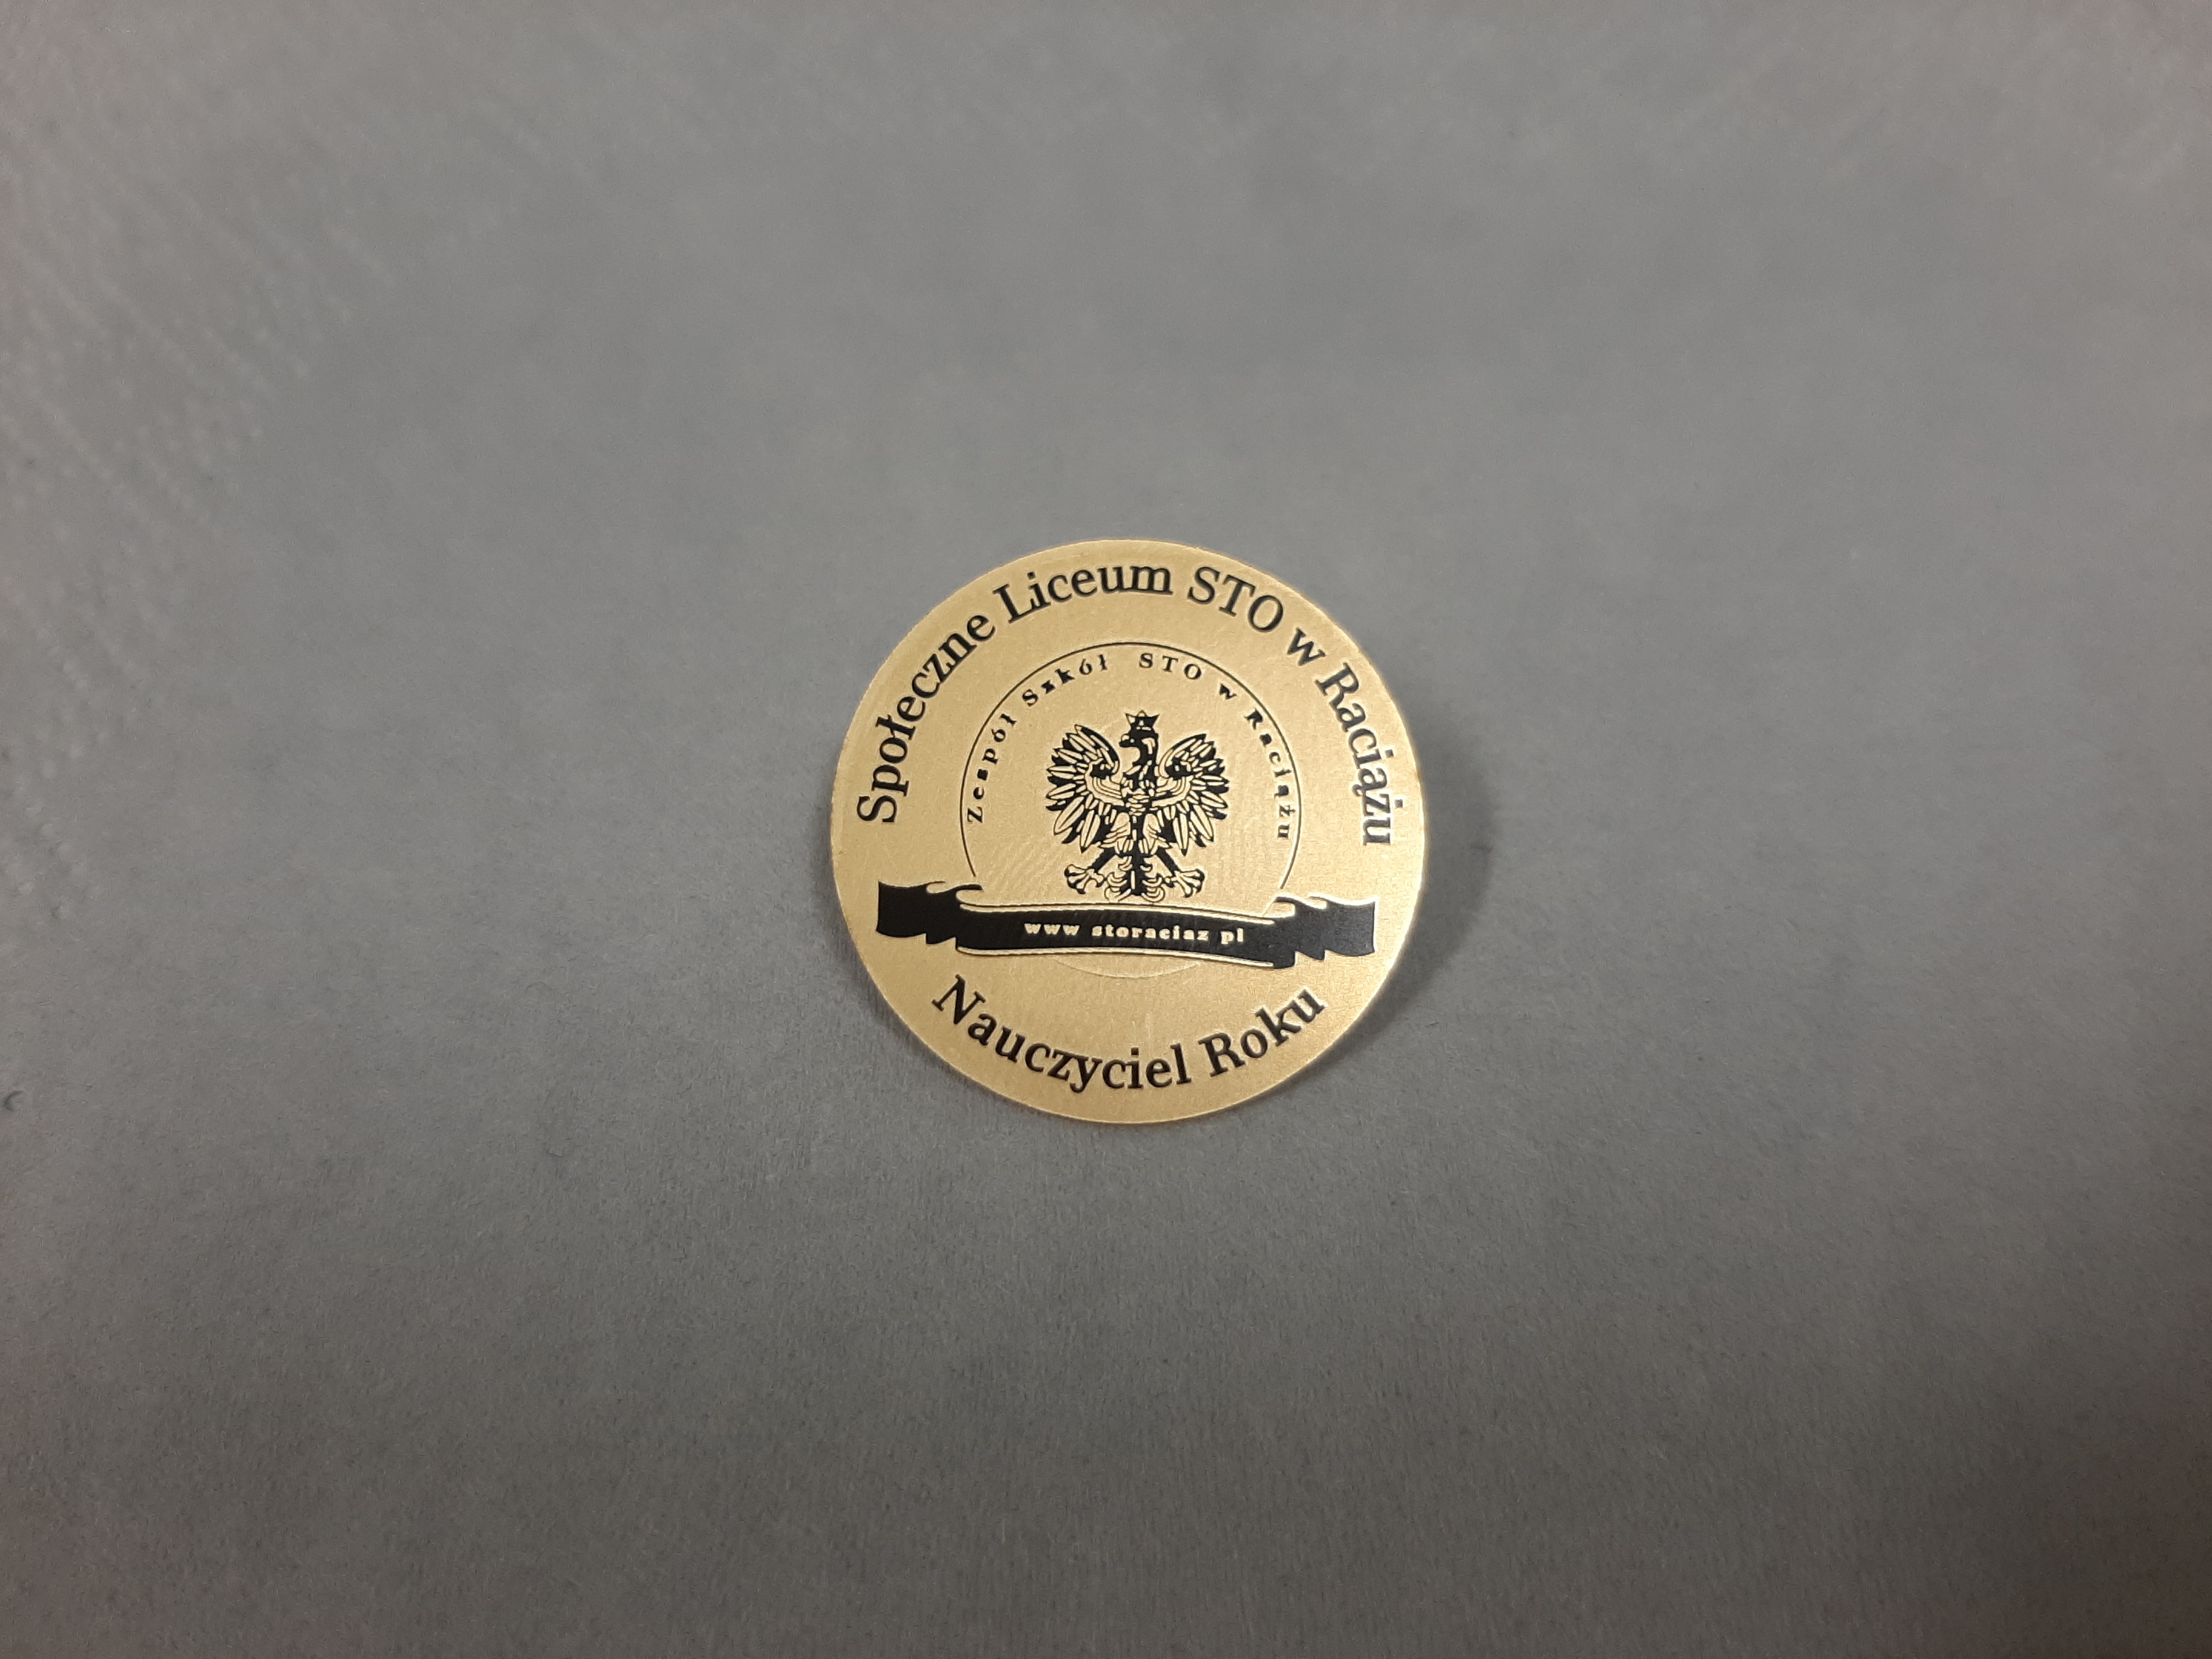 Społeczne Liceum STO w Raciążu
Zespół Szkół STO w Raciążu
www storaciaz pl
Nauczyciel Roku